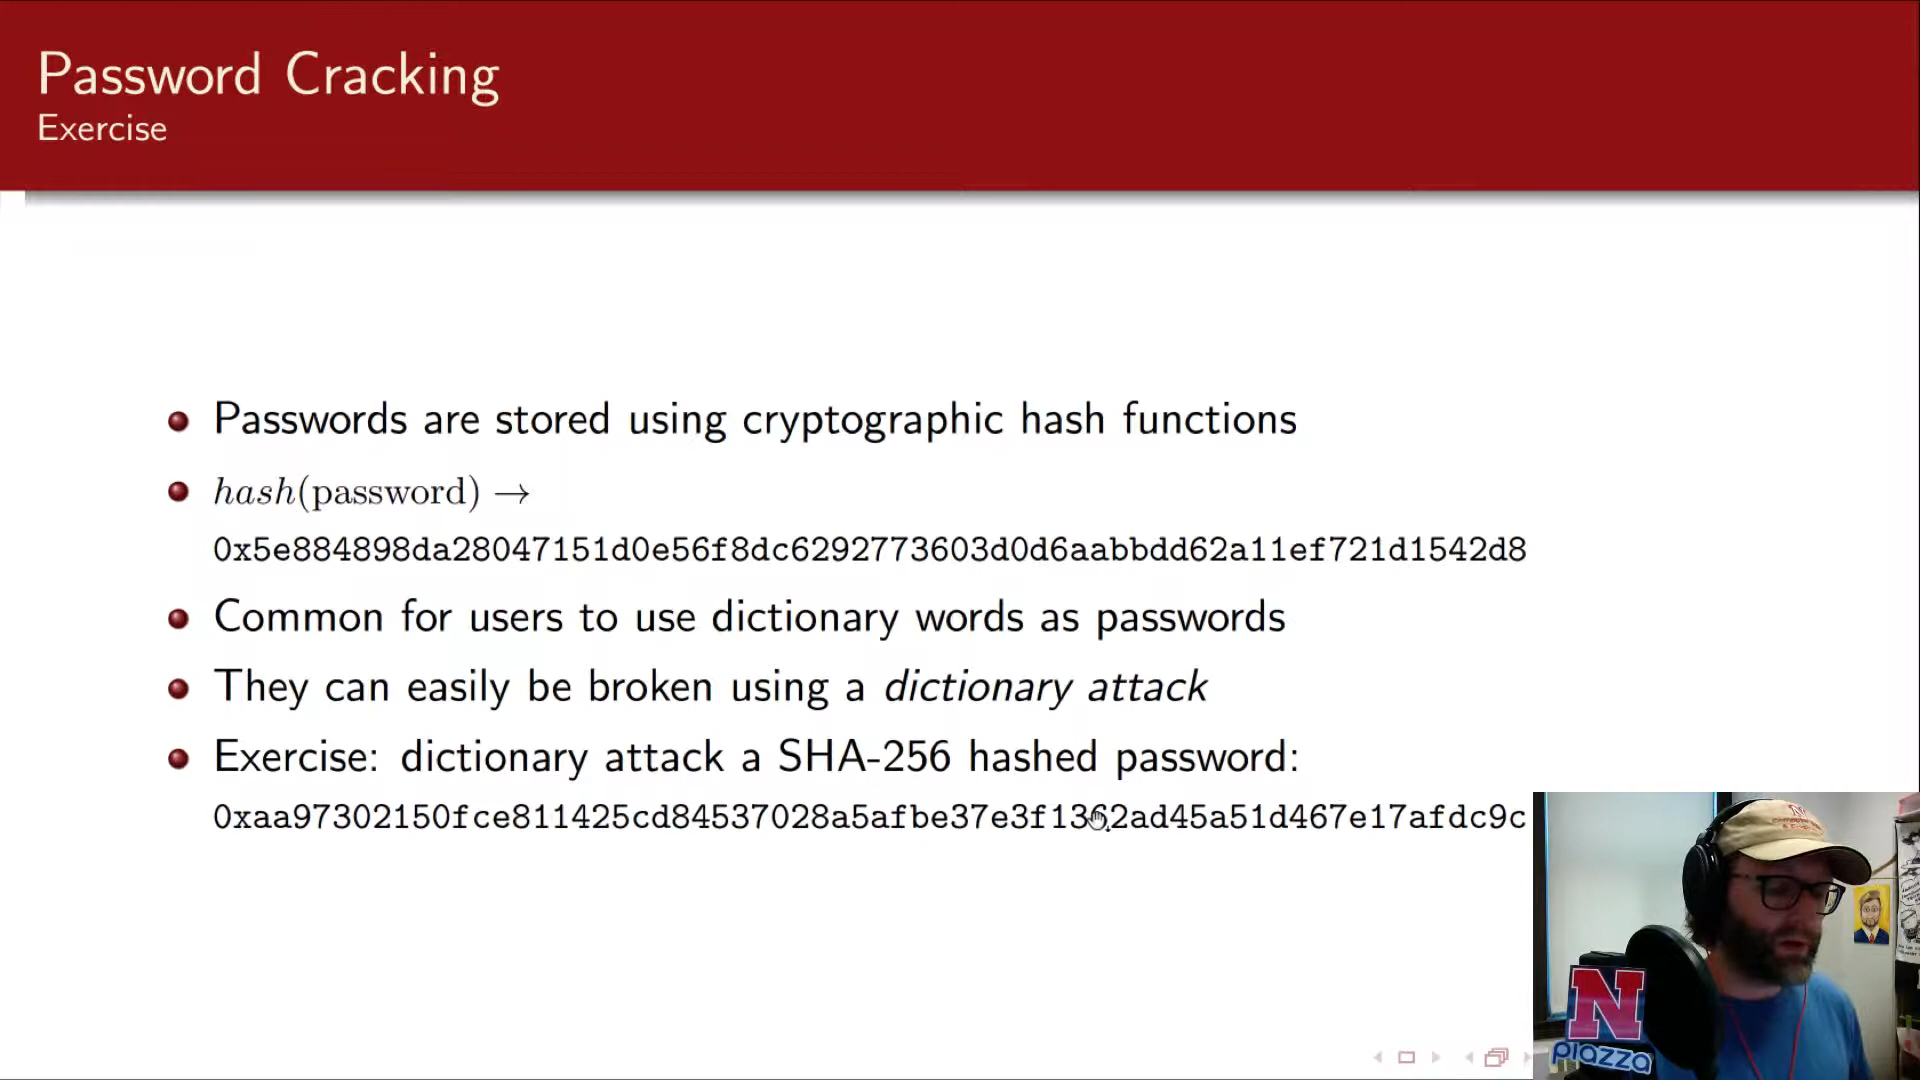 Password Cracking
Exercise
Passwords are stored using cryptographic hash functions
hash(password) →
0x5e884898da28047151d0e56f8dc6292773603d0d6aabbdd62a11ef721d1542d8
Common for users to use dictionary words as passwords
They can easily be broken using a dictionary attack
Exercise: dictionary attack a SHA-256 hashed password:
0xaa97302150fce811425cd84537028a5afbe37e3f1362ad45a51d467e17afdc9c
N
piazza